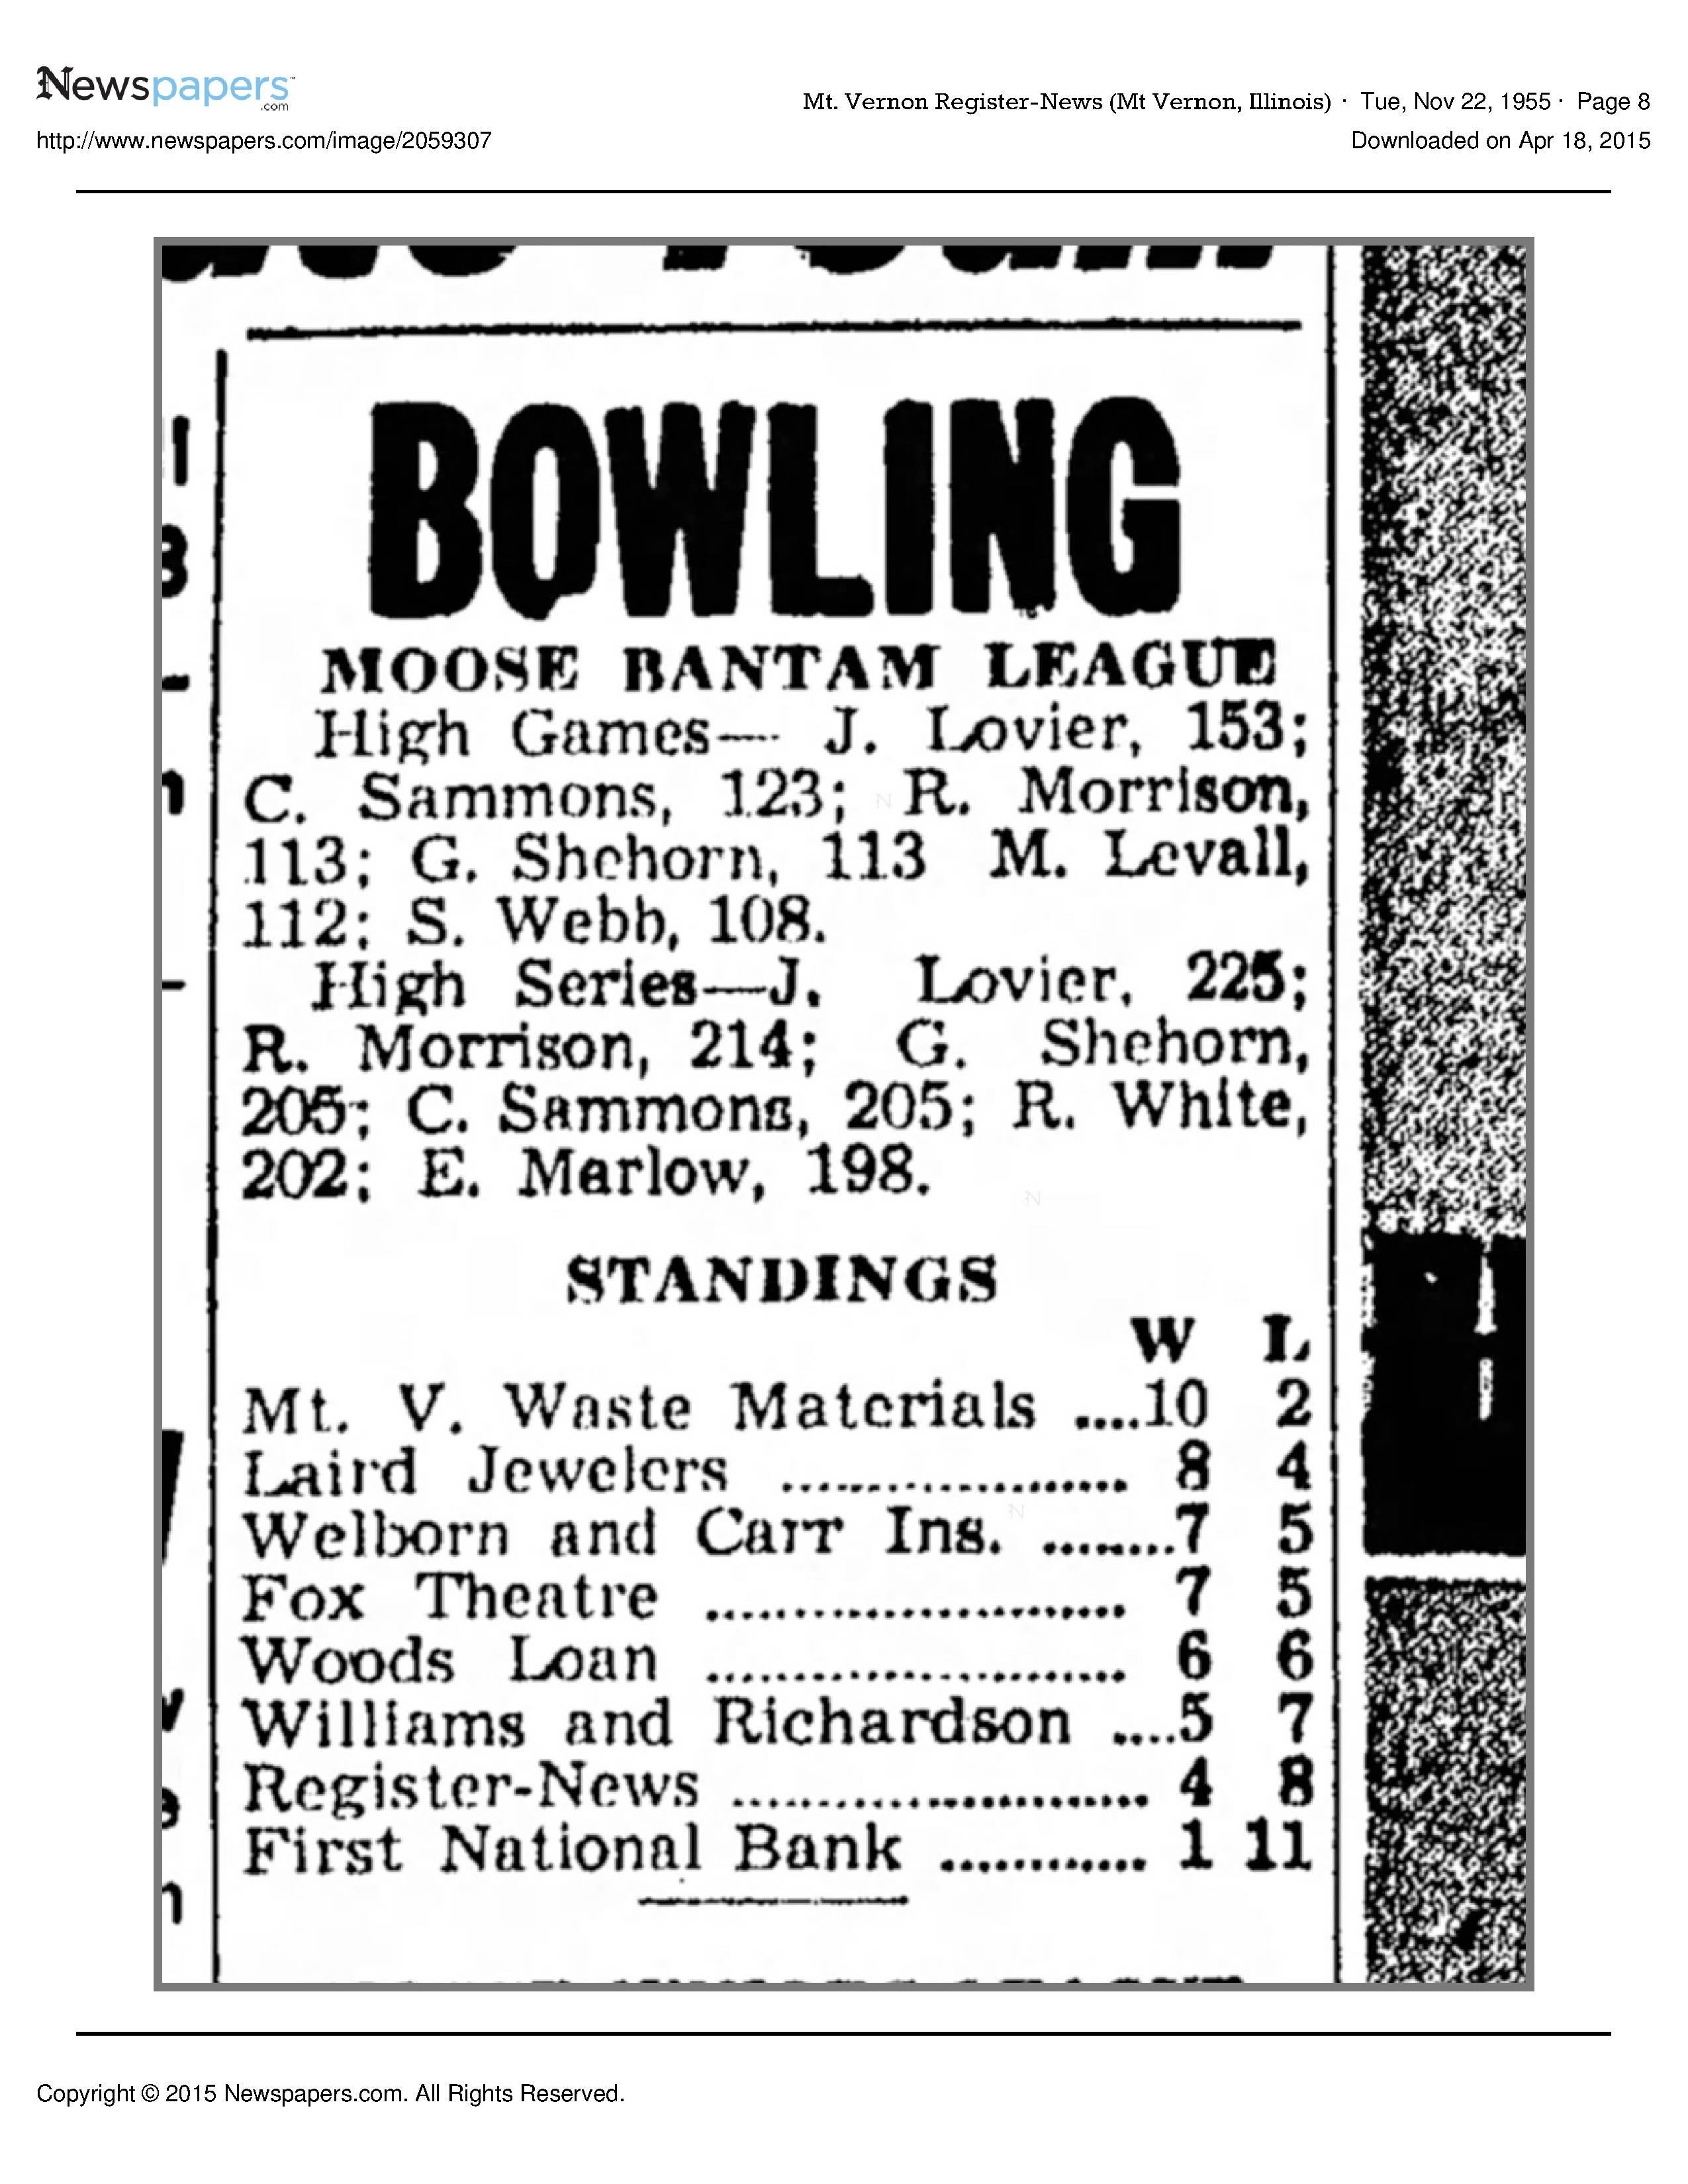 Newspapers™
.com
Mt. Vernon Register-News (Mt Vernon, Illinois) · Tue, Nov 22, 1955 · Page 8
http://www.newspapers.com/image/2059307
Downloaded on Apr 18, 2015
BOWLING
MOOSE BANTAM LEAGUE
High Games— J. Lovier, 153;
C. Sammons, 123; R. Morrison,
113; G. Shehorn, 113 M. Levall,
112; S. Webb, 108.
High Series—J. Lovier, 225;
R. Morrison, 214; G. Shehorn,
205; C. Sammons, 205; R. White,
202; E. Marlow, 198.
STANDINGS
W L
Mt. V. Waste Materials ....10 2
Laird Jewelers ........................ 8 4
Welborn and Carr Ins. .........7 5
Fox Theatre ............................. 7 5
Woods Loan ............................. 6 6
Williams and Richardson ....5 7
Register-News ............................. 4 8
First National Bank .............. 1 11
Copyright © 2015 Newspapers.com. All Rights Reserved.